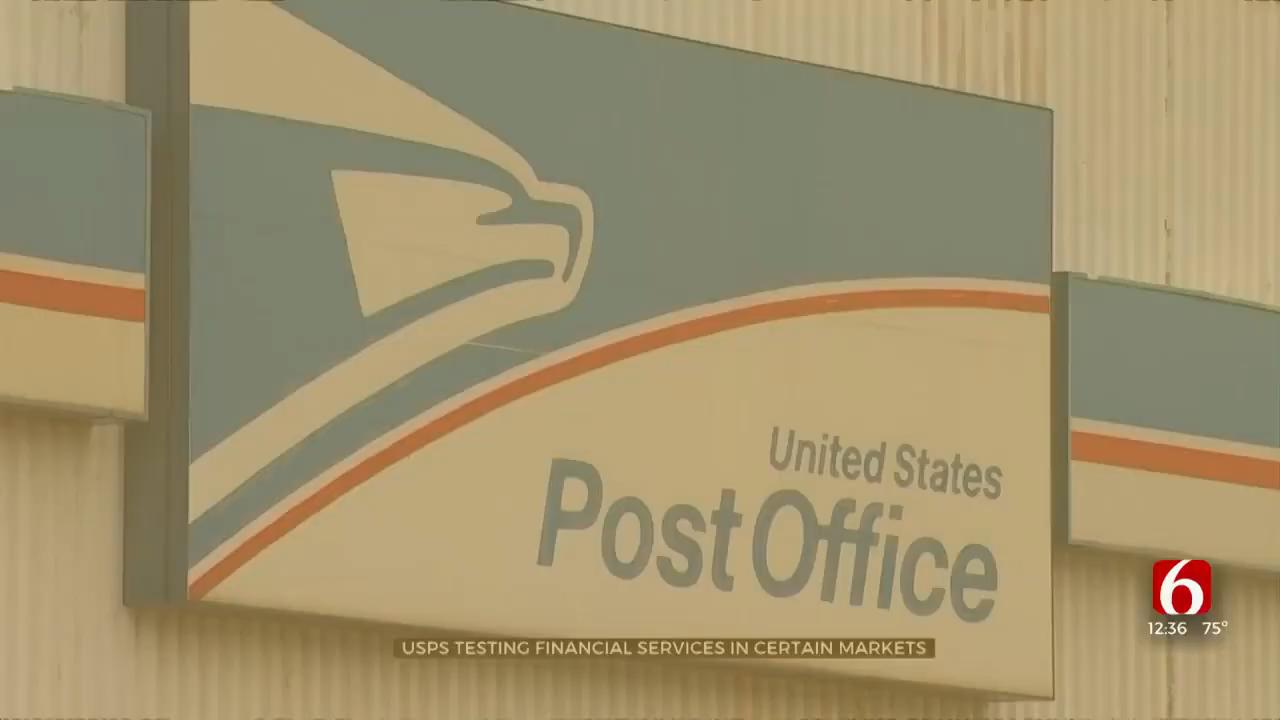 United States
Post Office
USPS TESTING FINANCIAL SERVICES IN CERTAIN MARKETS
6
12:36 75°